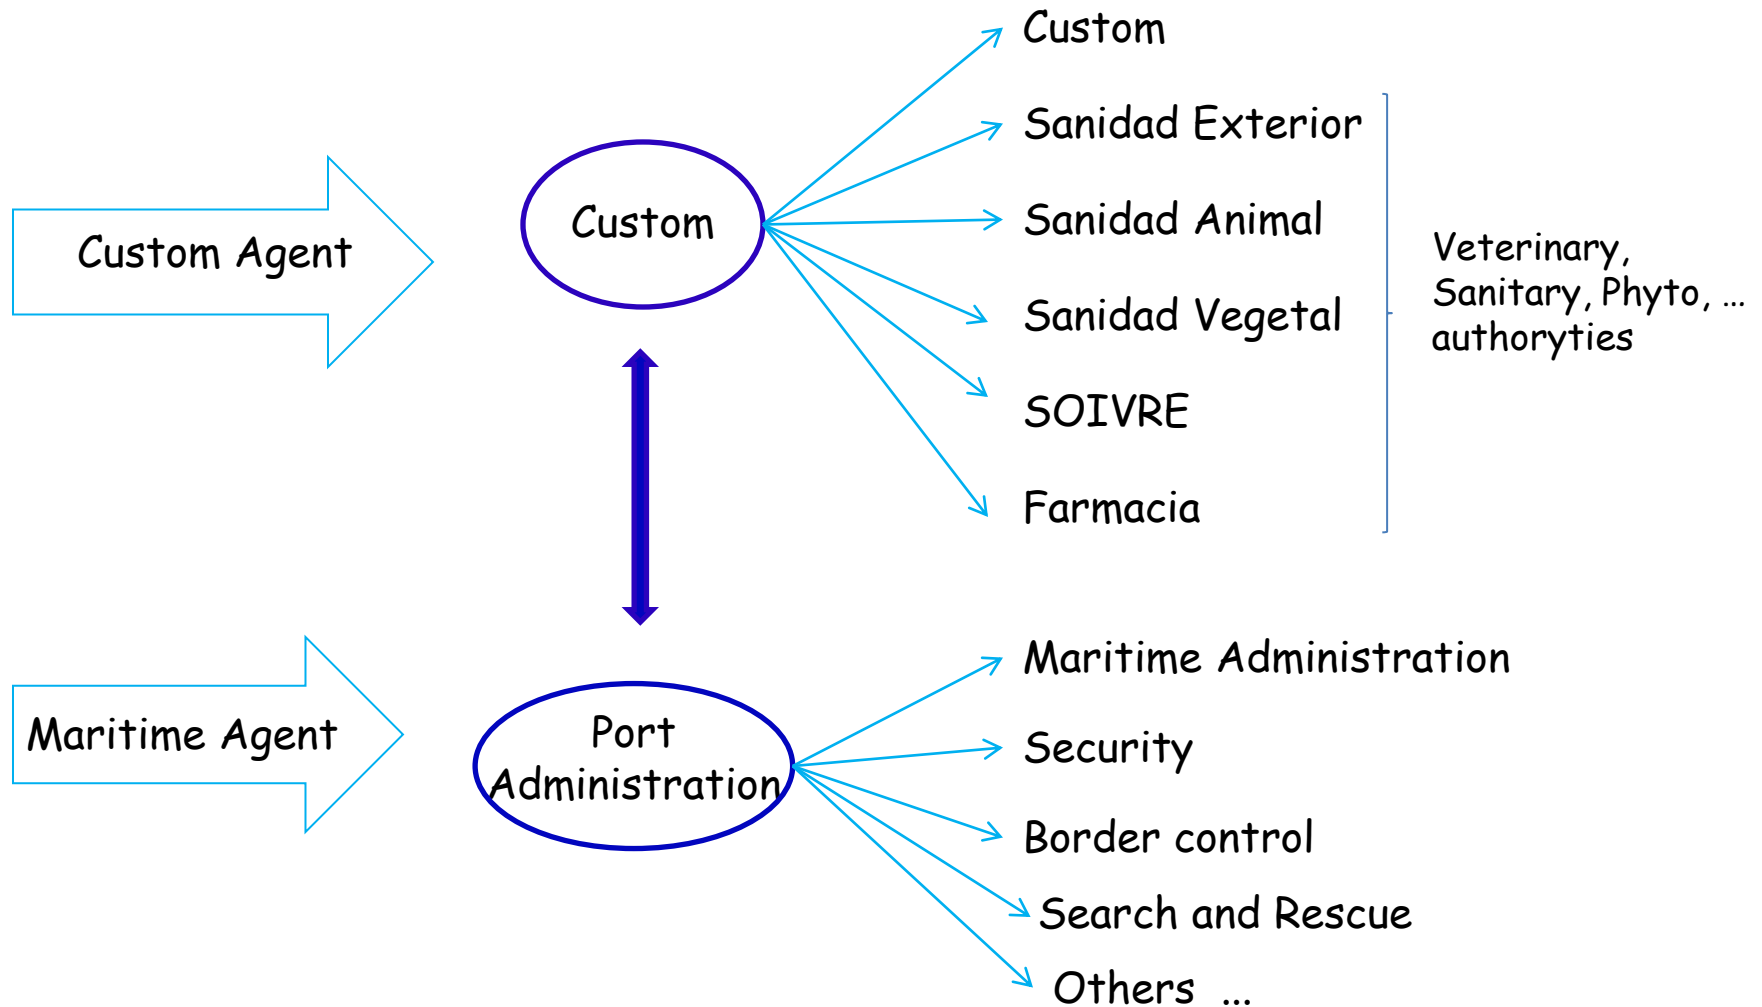 Custom
Sanidad Exterior
Custom
Sanidad Animal
Custom Agent
Veterinary,
Sanitary, Phyto, ...
authoryties
Sanidad Vegetal
SOIVRE
Farmacia
Maritime Administration
Maritime Agent
Port
Administration
Security
Border control
Search and Rescue
Others ...